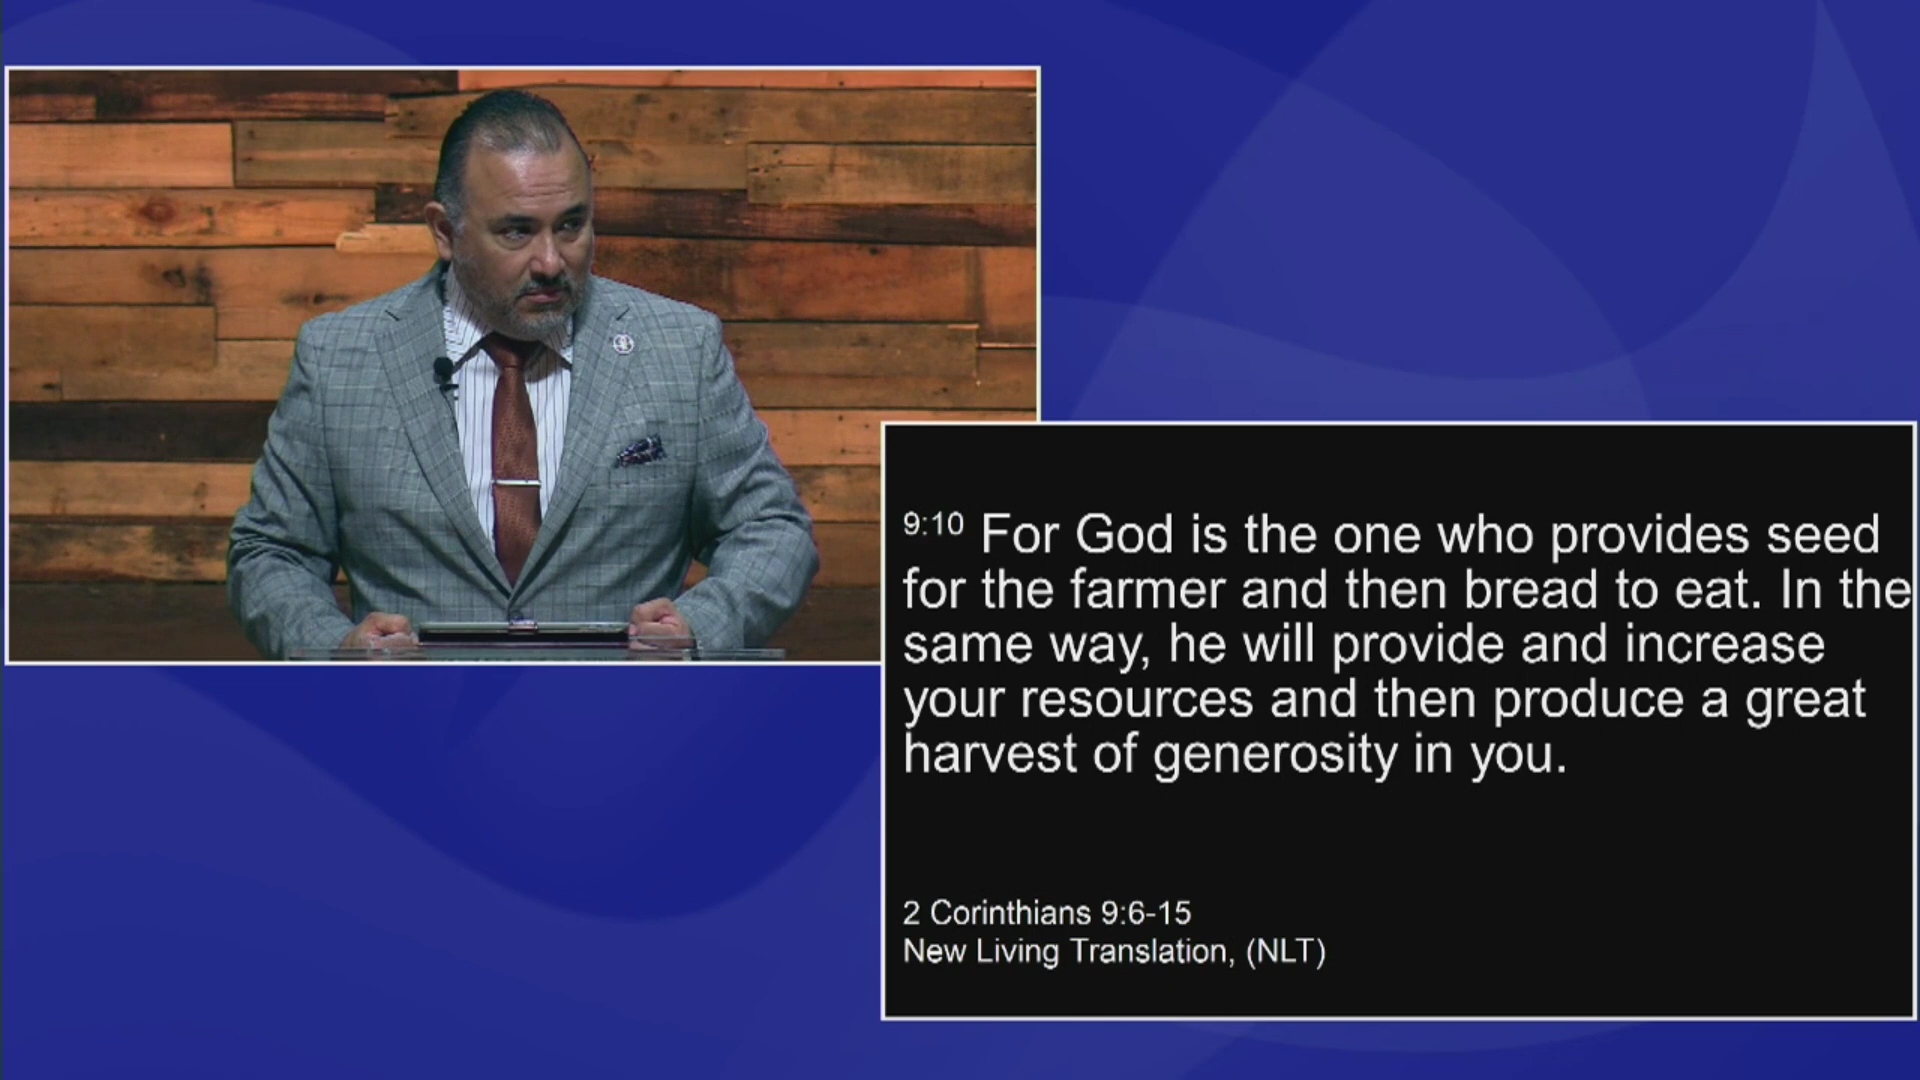 9:10 For God is the one who provides seed
for the farmer and then bread to eat. In the
same way, he will provide and increase
your resources and then produce a great
harvest of generosity in you.
2 Corinthians 9:6-15
New Living Translation, (NLT)